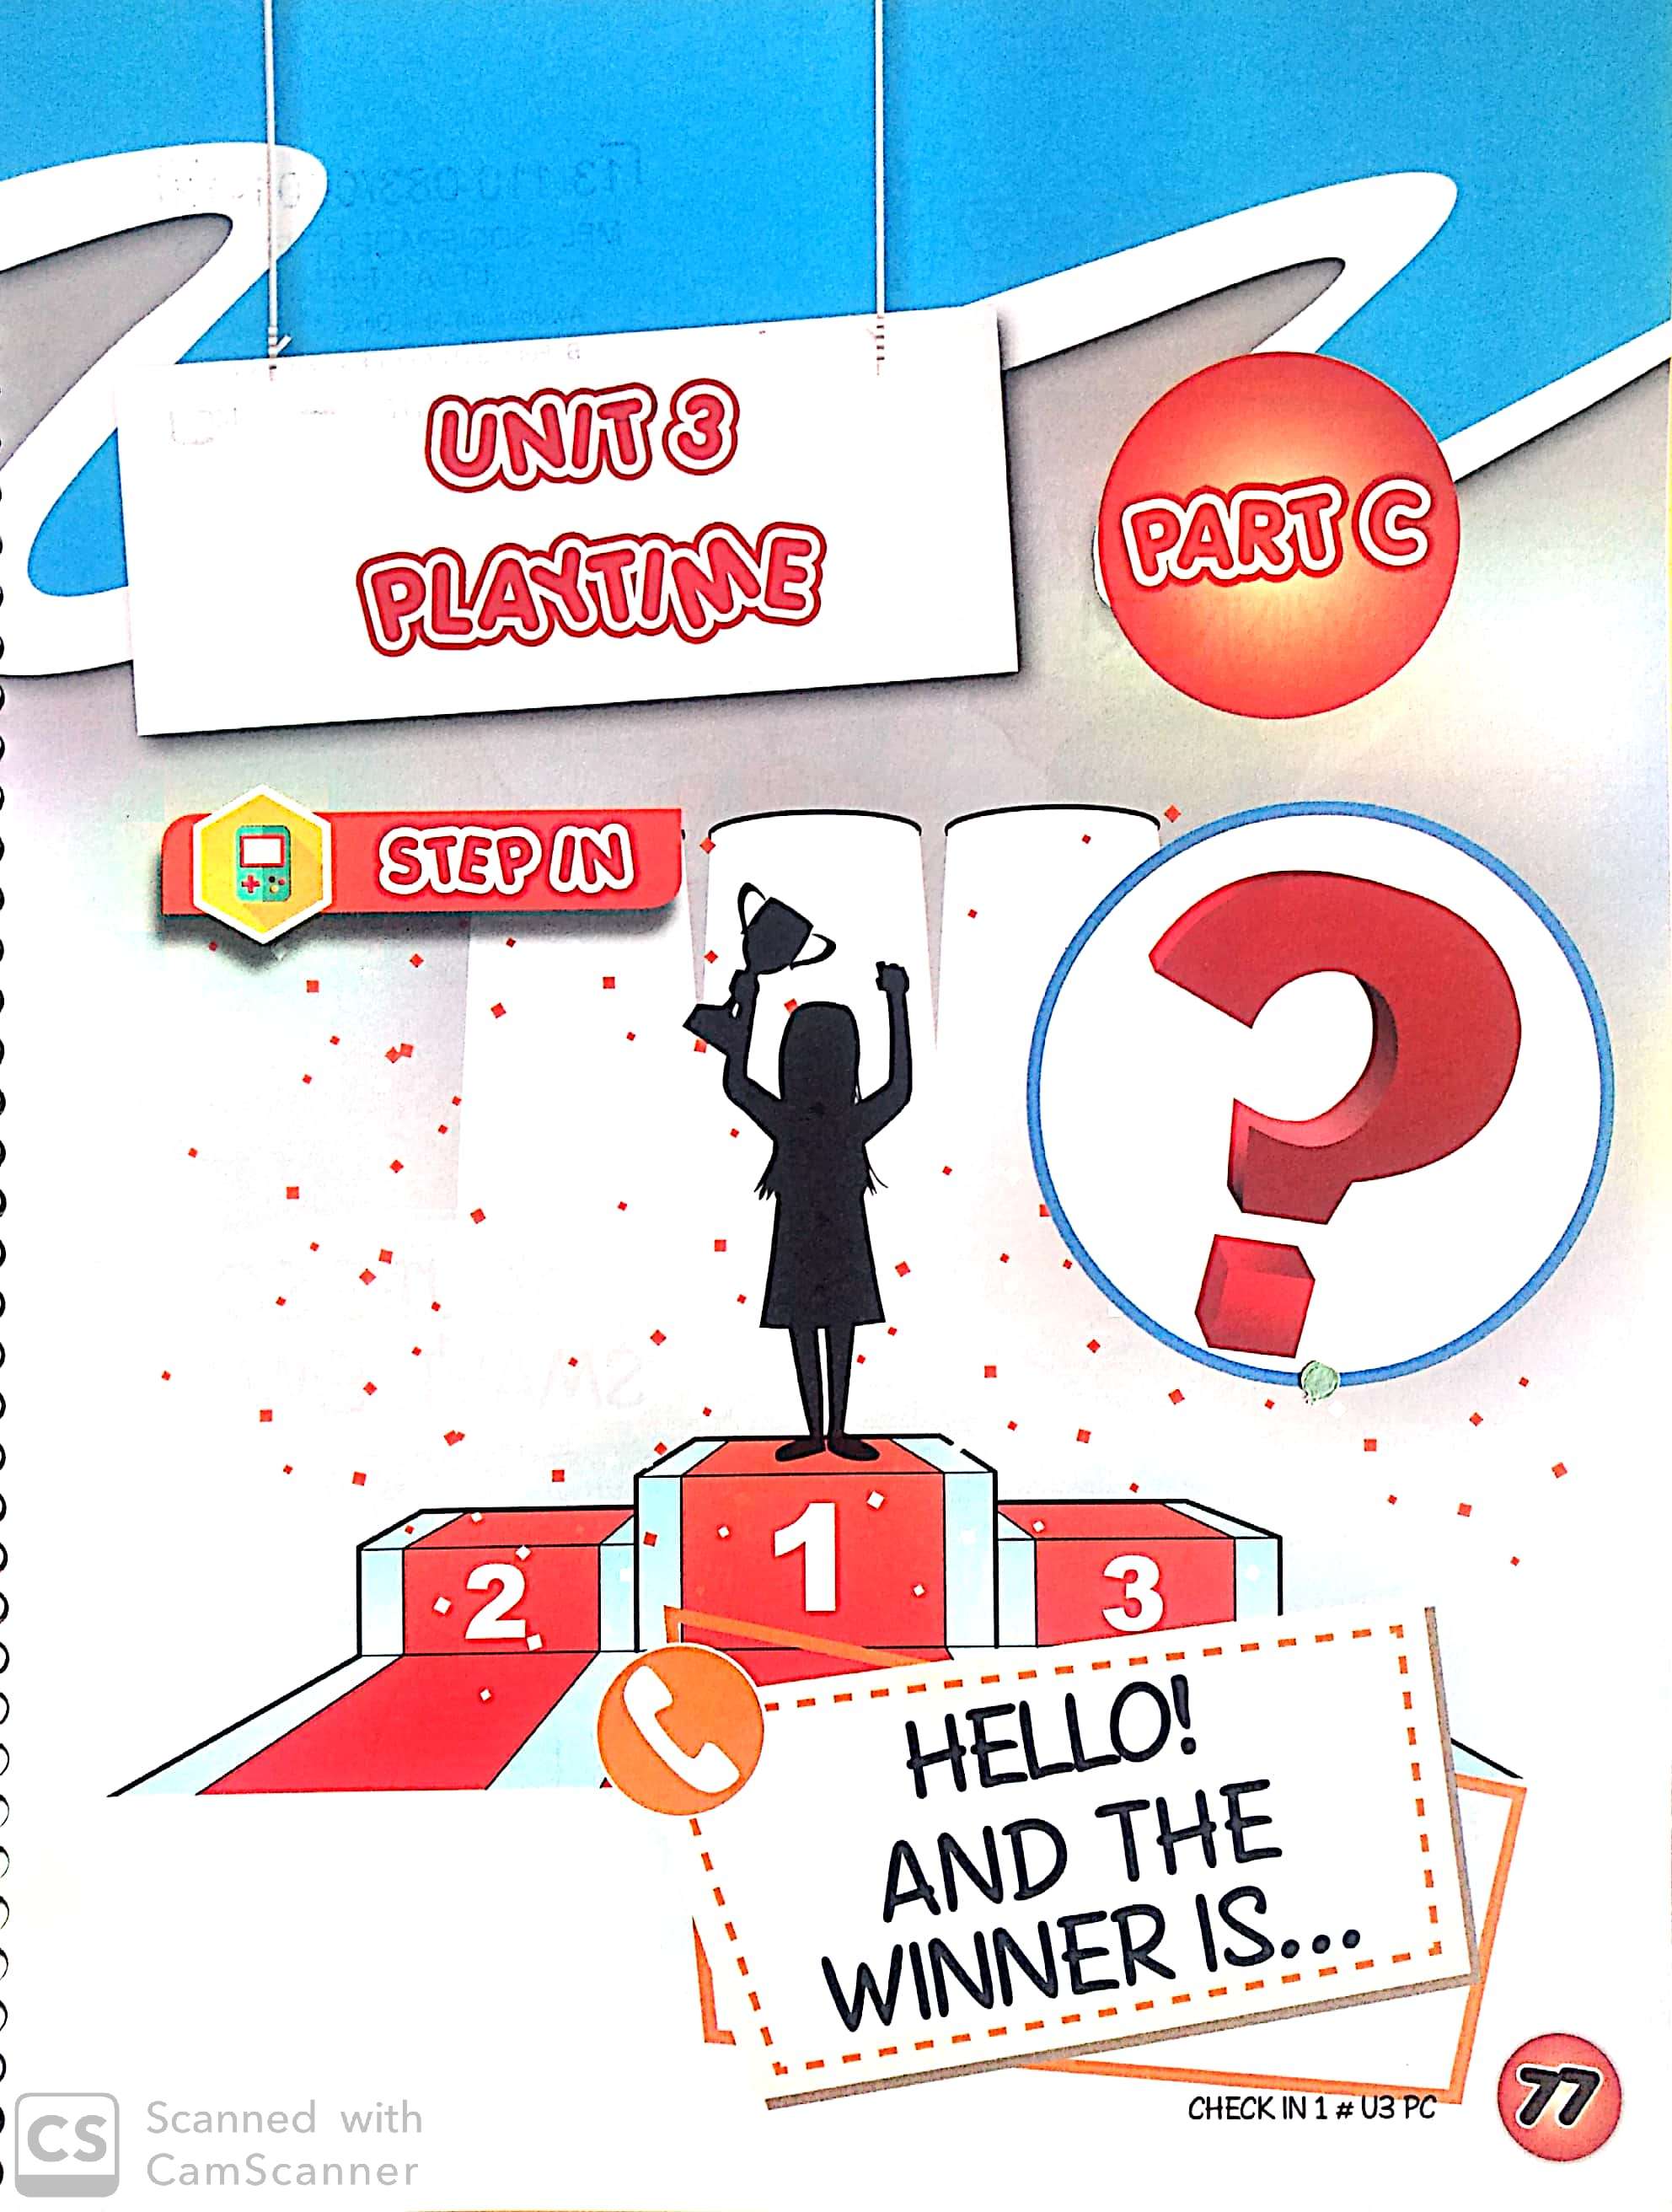 UNIT 3
PLAYTIME
PART C
STEP IN
1
2
3
HELLO!
AND THE
WINNER IS...
CHECK IN 1 # U3 PC
77
CS
Scanned with
CamScanner